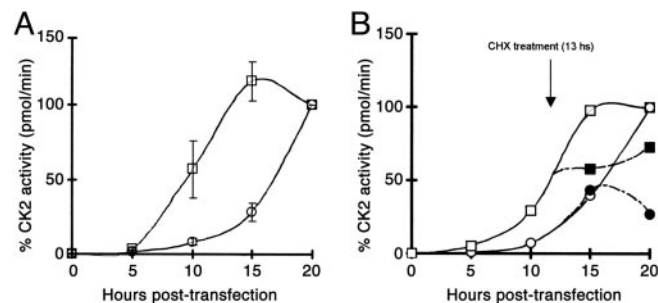 A
% CK2 activity (pmol/min)
150
100
50
0
0 5 10 15 20
Hours post-transfection
B
CHX treatment (13 hs)
% CK2 activity (pmol/min)
150
100
50
0
0 5 10 15 20
Hours post-transfection